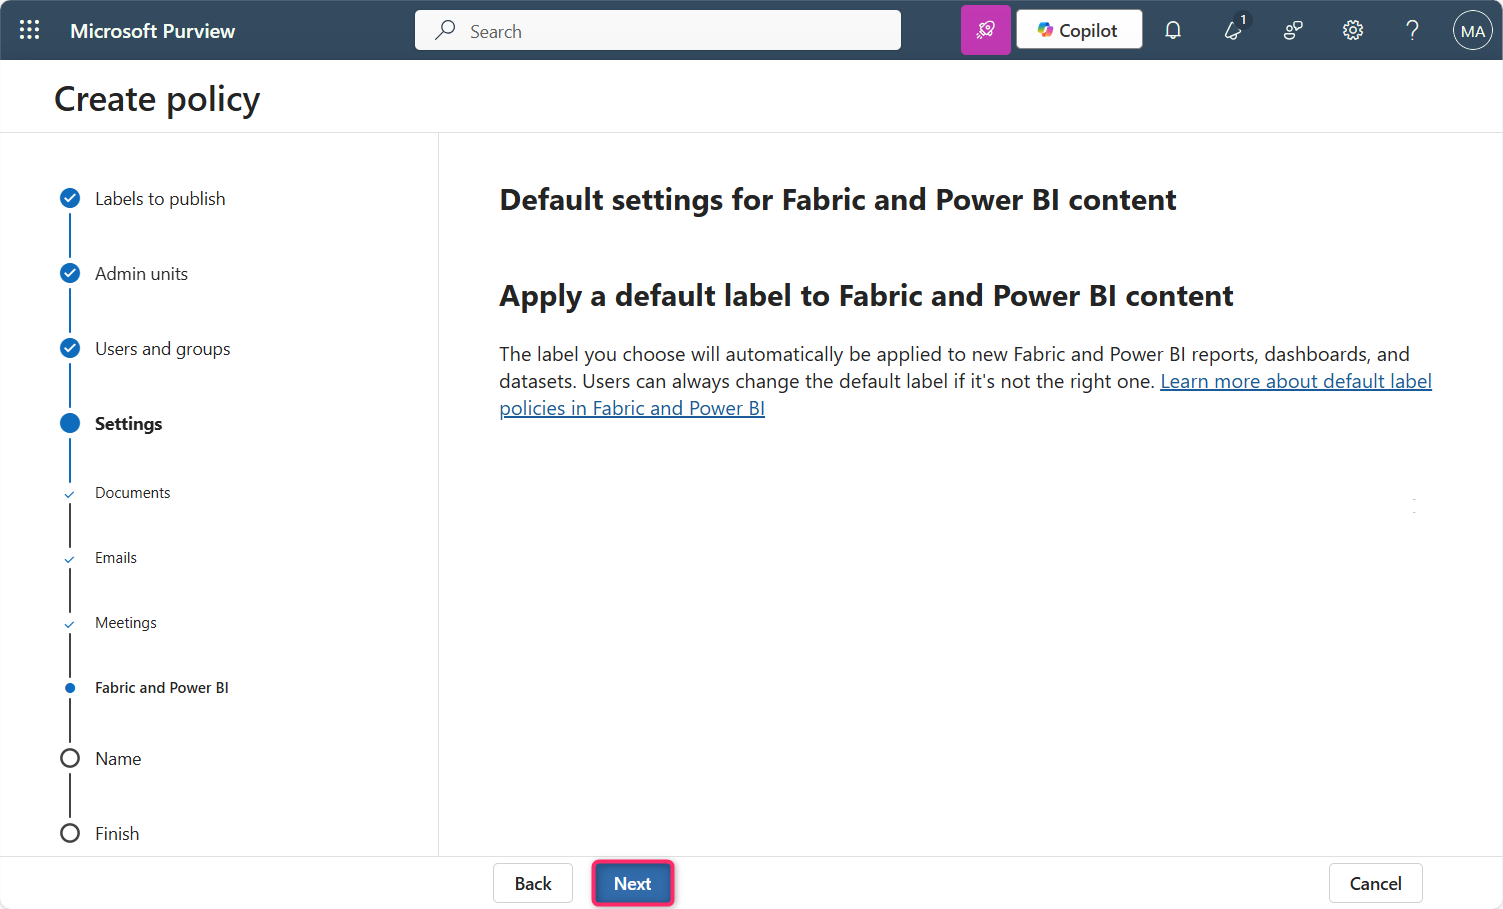 Microsoft Purview
Search
Copilot
1
MA
Create policy
Labels to publish
Admin units
Users and groups
Settings
Documents
Emails
Meetings
Fabric and Power BI
Name
Finish
Default settings for Fabric and Power BI content
Apply a default label to Fabric and Power BI content
The label you choose will automatically be applied to new Fabric and Power BI reports, dashboards, and
datasets. Users can always change the default label if it's not the right one. Learn more about default label
policies in Fabric and Power BI
Back
Next
Cancel